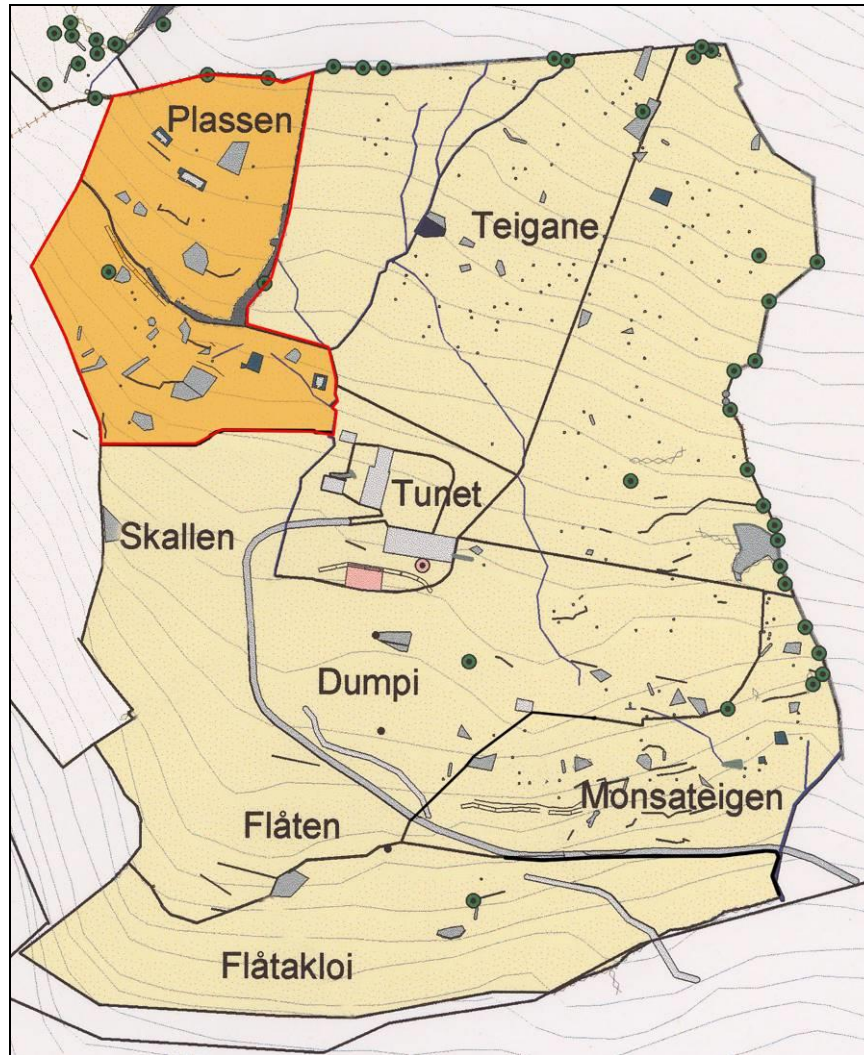 Plassen
Teigane
Tunet
Skallen
Dumpi
Monsateigen
Flåten
Flåtakloi